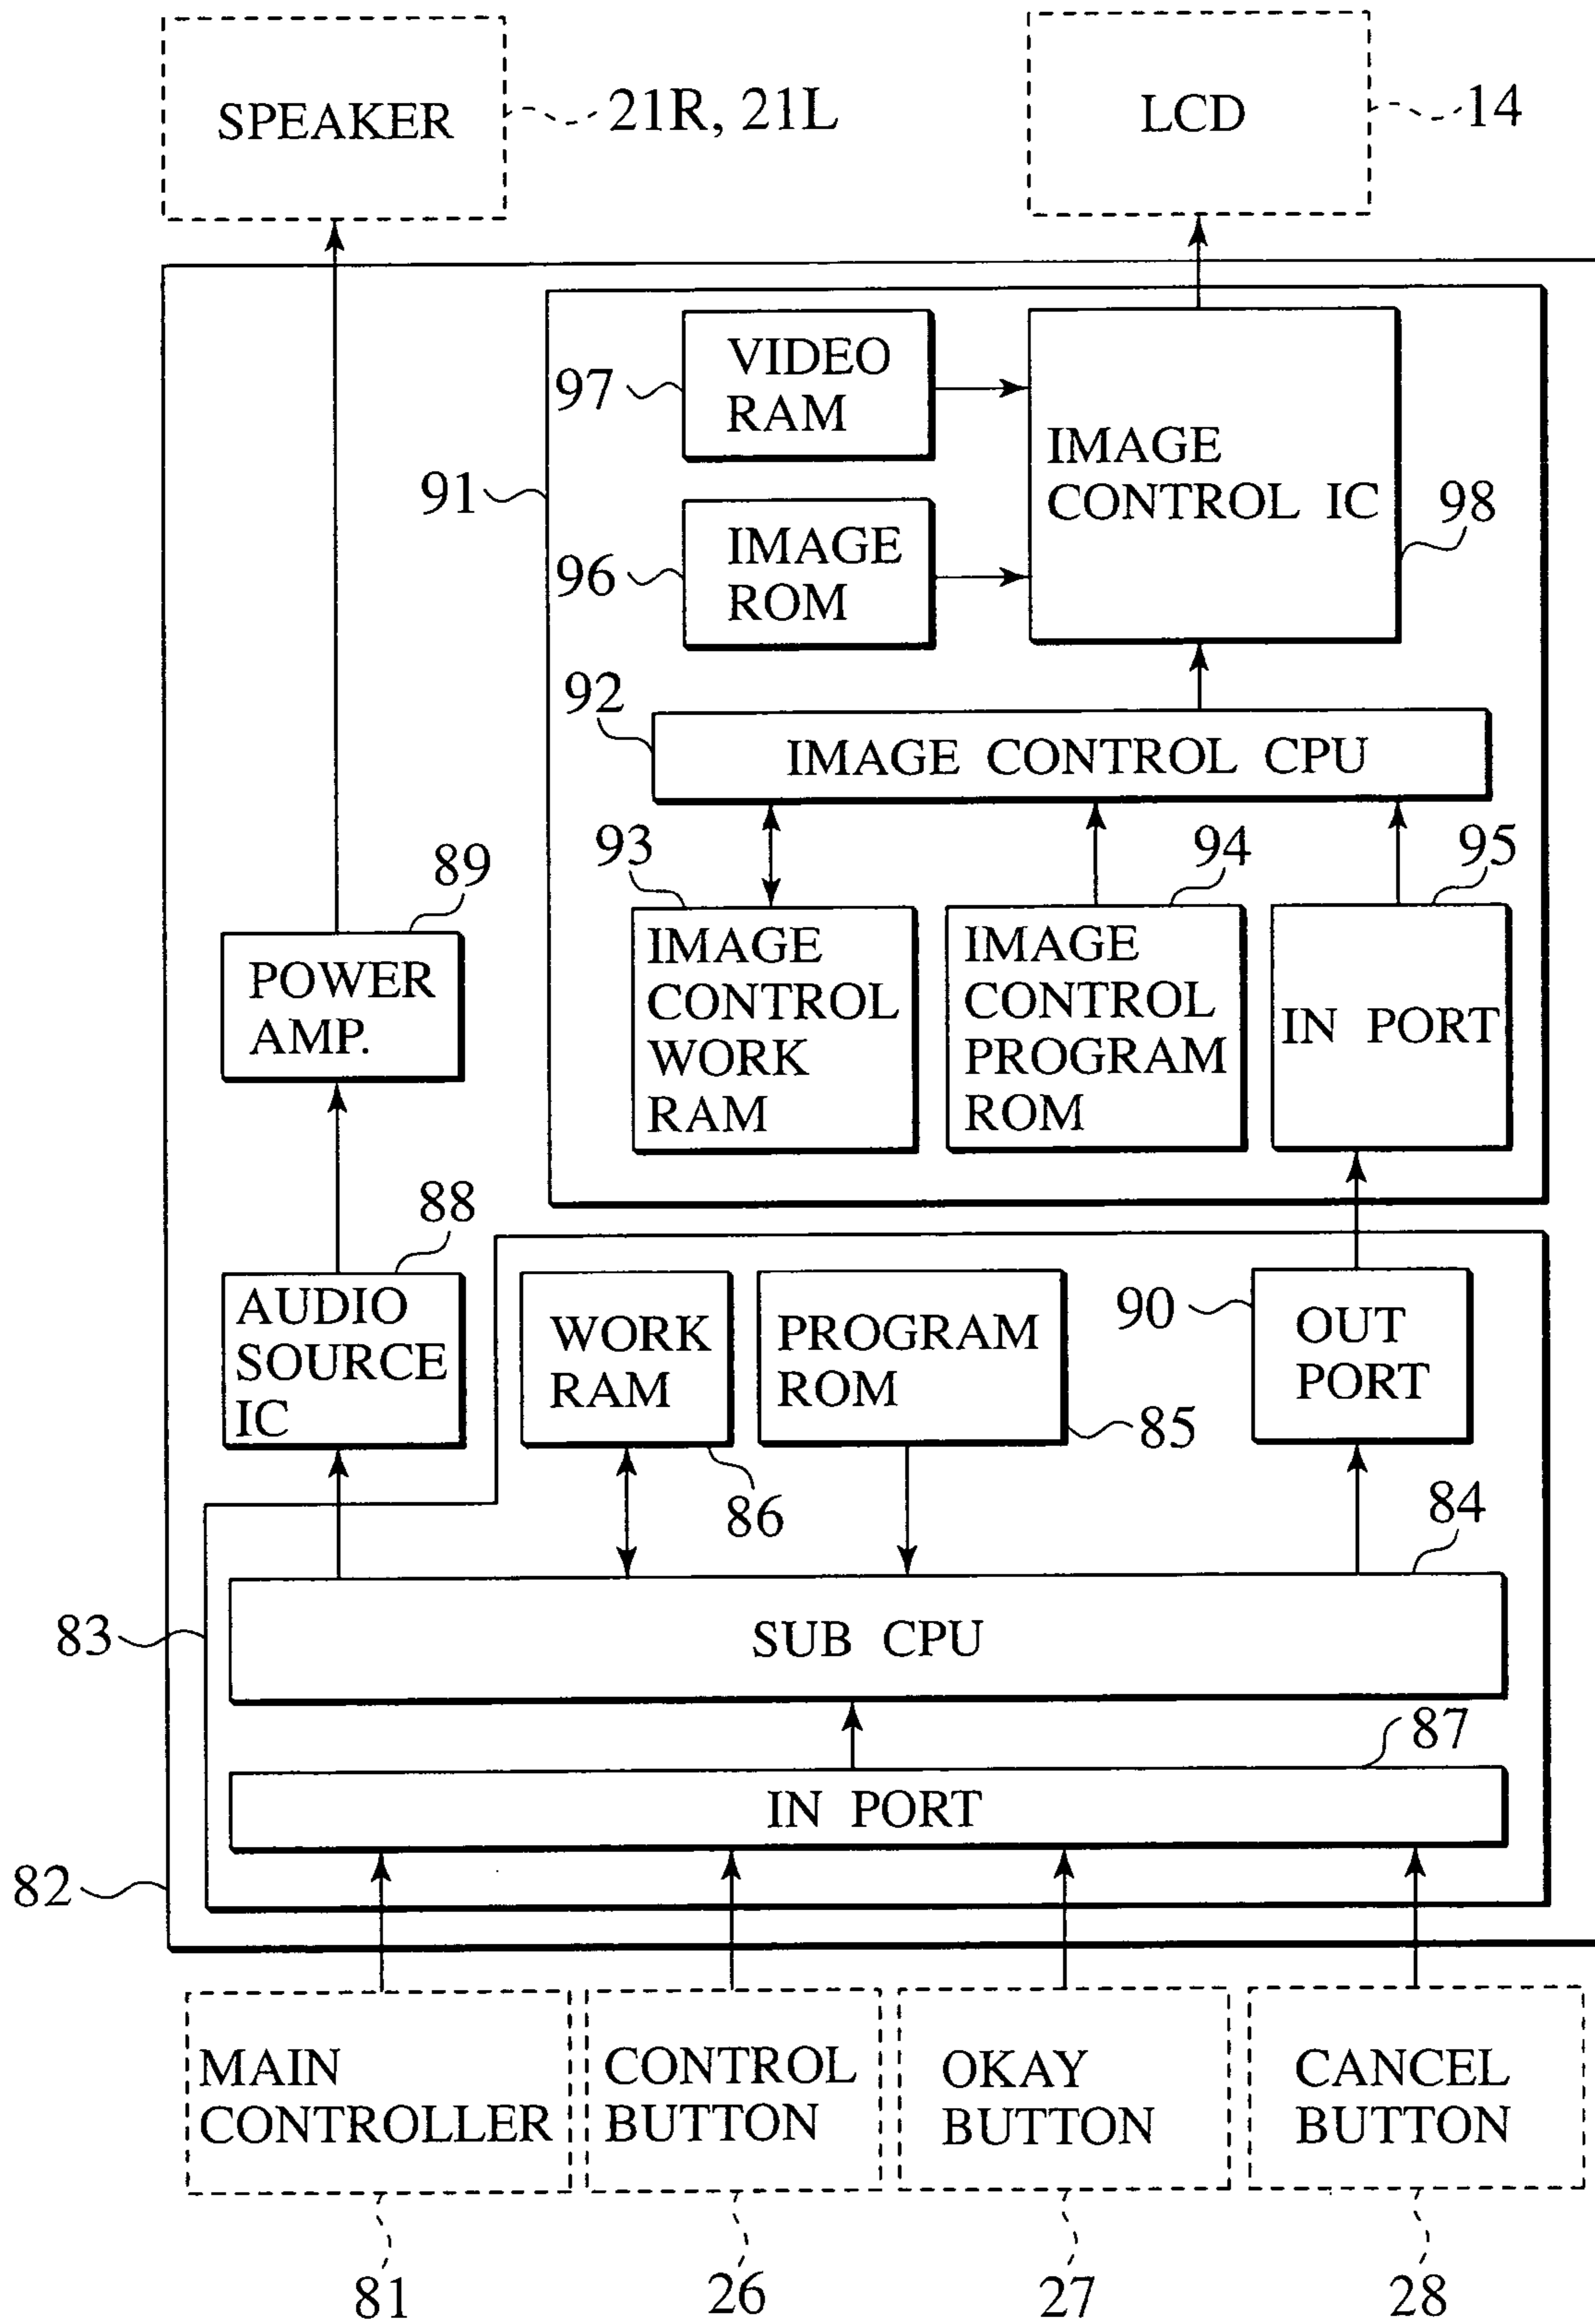 SPEAKER
21R, 21L
LCD
14
VIDEO
RAM
97
IMAGE
CONTROL IC
98
91
IMAGE
ROM
96
92
IMAGE CONTROL CPU
93
94
95
89
POWER
AMP.
IMAGE
CONTROL
WORK
RAM
IMAGE
CONTROL
PROGRAM
ROM
IN PORT
88
AUDIO
SOURCE
IC
WORK
RAM
86
PROGRAM
ROM
85
90
OUT
PORT
84
83
SUB CPU
87
IN PORT
82
MAIN
CONTROLLER
CONTROL
BUTTON
OKAY
BUTTON
CANCEL
BUTTON
81
26
27
28